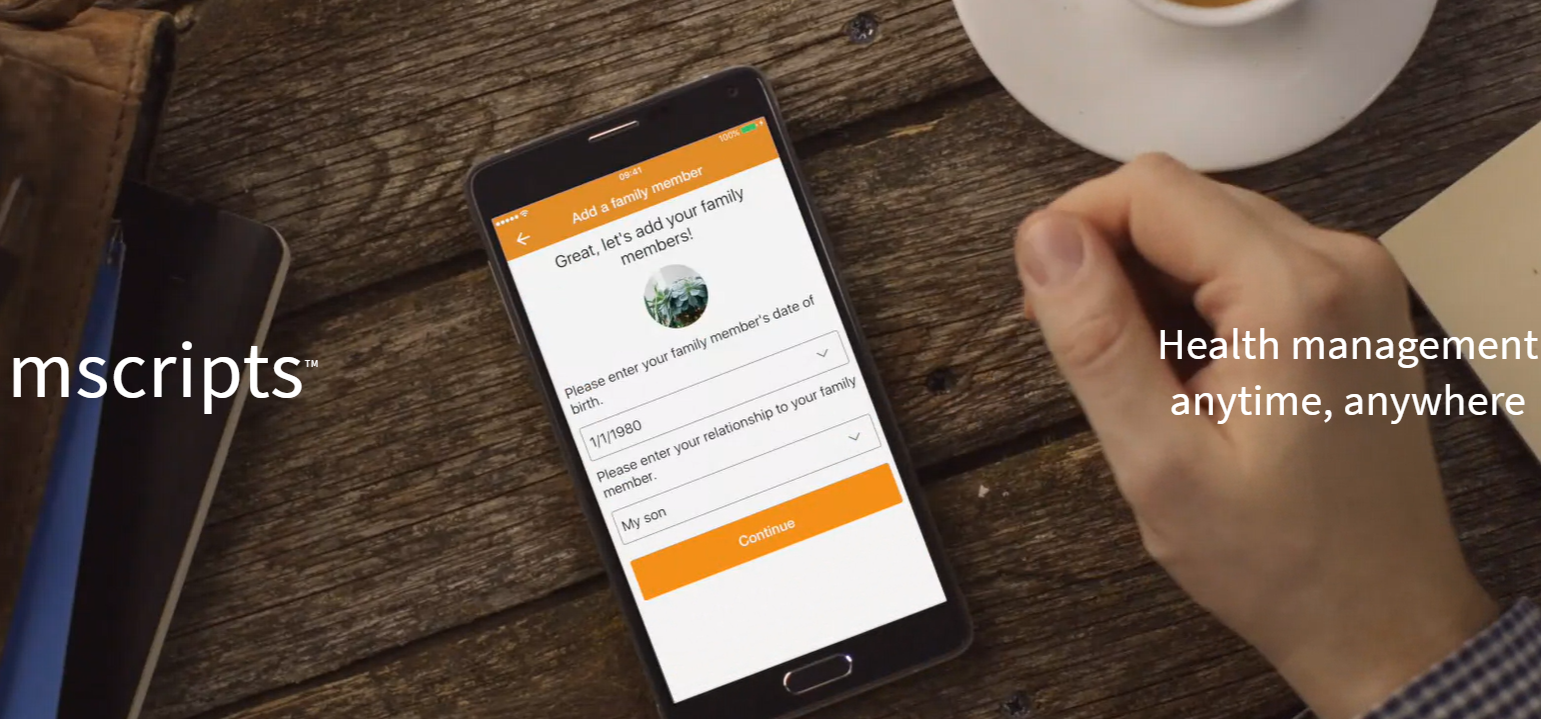 100%
09:41
Add a family member
Great, let's add your family
members!
Please enter your family member's date of
birth.
1/1/1980
Please enter your relationship to your family
member.
My son
Continue
mscripts™
Health management
anytime, anywhere